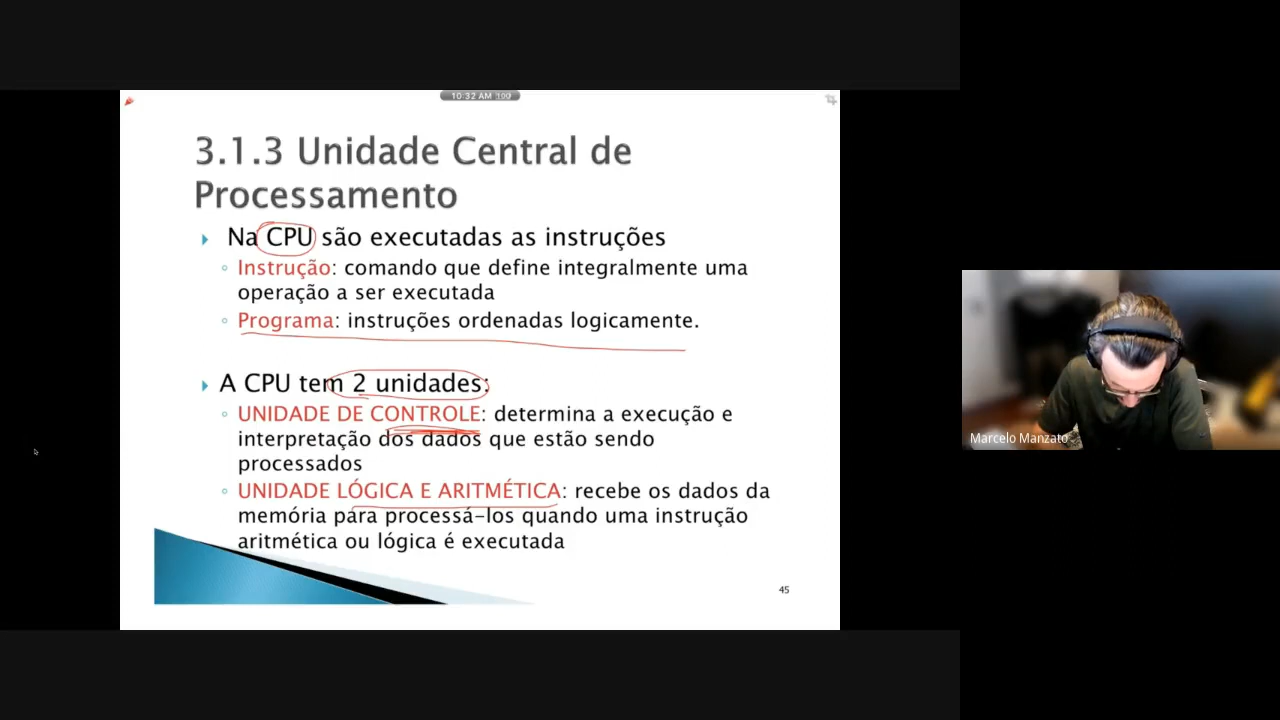 10:32 AM 100
3.1.3 Unidade Central de
Processamento
Na CPU são executadas as instruções
Instrução: comando que define integralmente uma
operação a ser executada
Programa: instruções ordenadas logicamente.
A CPU tem 2 unidades:
UNIDADE DE CONTROLE: determina a execução e
interpretação dos dados que estão sendo
processados
UNIDADE LÓGICA E ARITMÉTICA: recebe os dados da
memória para processá-los quando uma instrução
aritmética ou lógica é executada
45
Marcelo Manzato